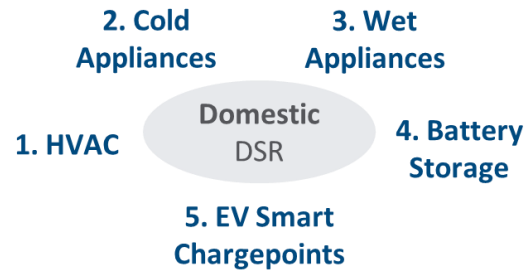 2. Cold
Appliances
3. Wet
Appliances
1. HVAC
Domestic
DSR
4. Battery
Storage
5. EV Smart
Chargepoints